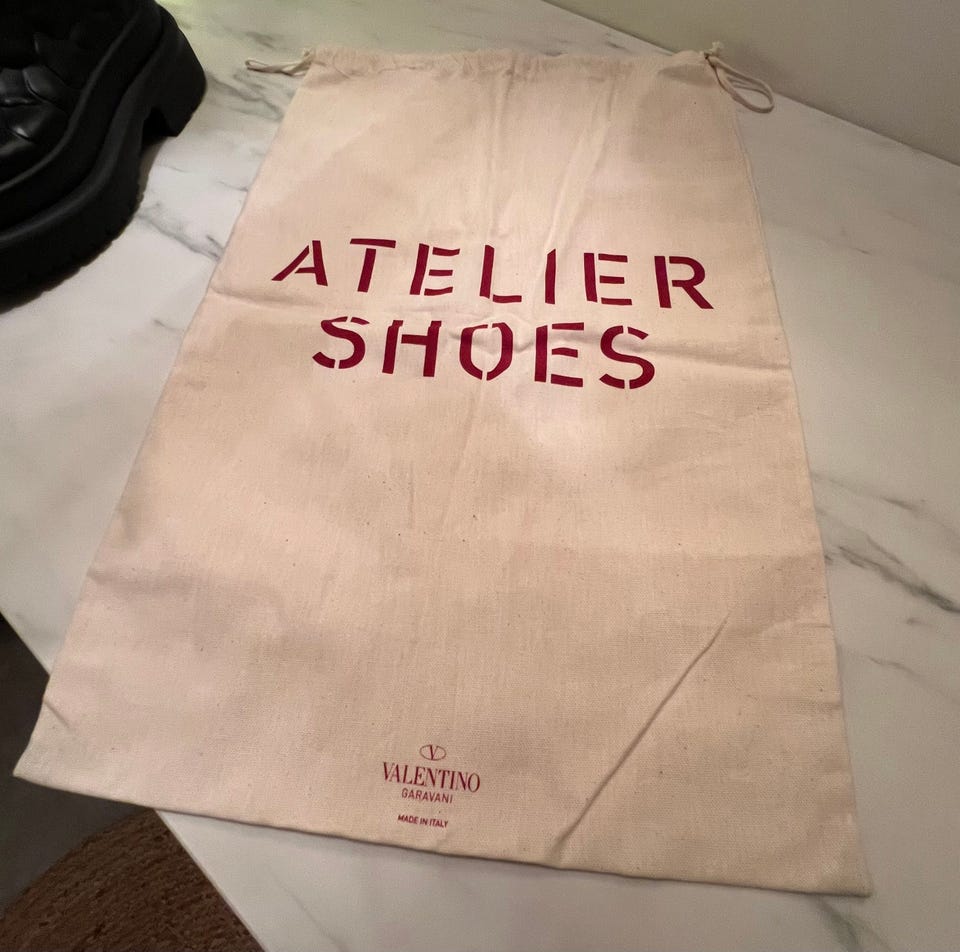 ATELIER
SHOES
V
VALENTINO
GARAVANI
MADE IN ITALY